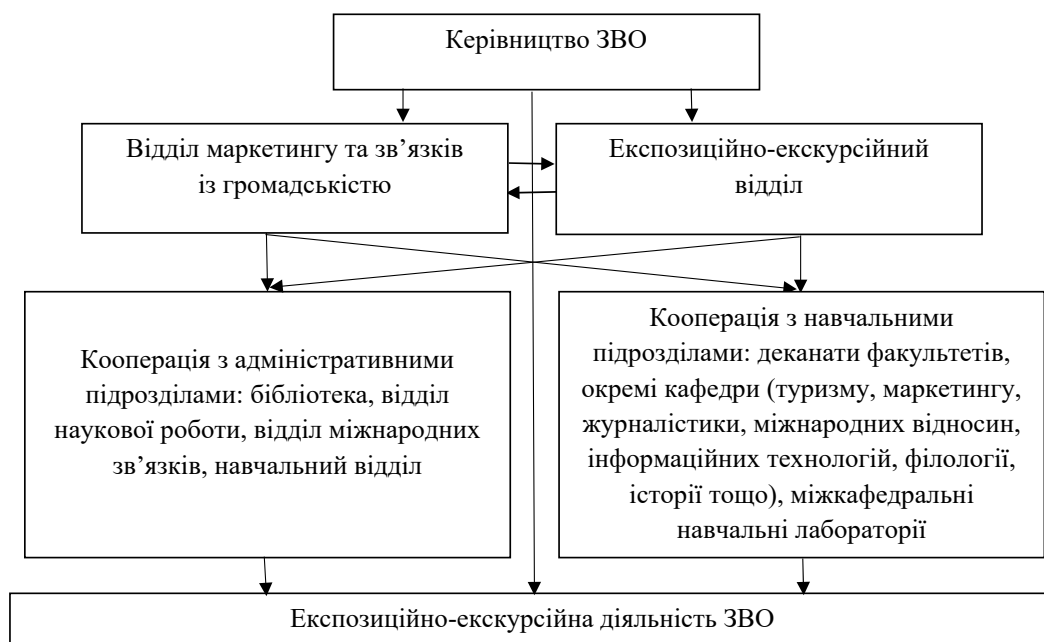 Керівництво ЗВО
Відділ маркетингу та зв’язків
із громадськістю
Експозиційно-екскурсійний
відділ
Кооперація з адміністративними
підрозділами: бібліотека, відділ
наукової роботи, відділ міжнародних
зв’язків, навчальний відділ
Кооперація з навчальними
підрозділами: деканати факультетів,
окремі кафедри (туризму, маркетингу,
журналістики, міжнародних відносин,
інформаційних технологій, філології,
історії тощо), міжкафедральні
навчальні лабораторії
Експозиційно-екскурсійна діяльність ЗВО